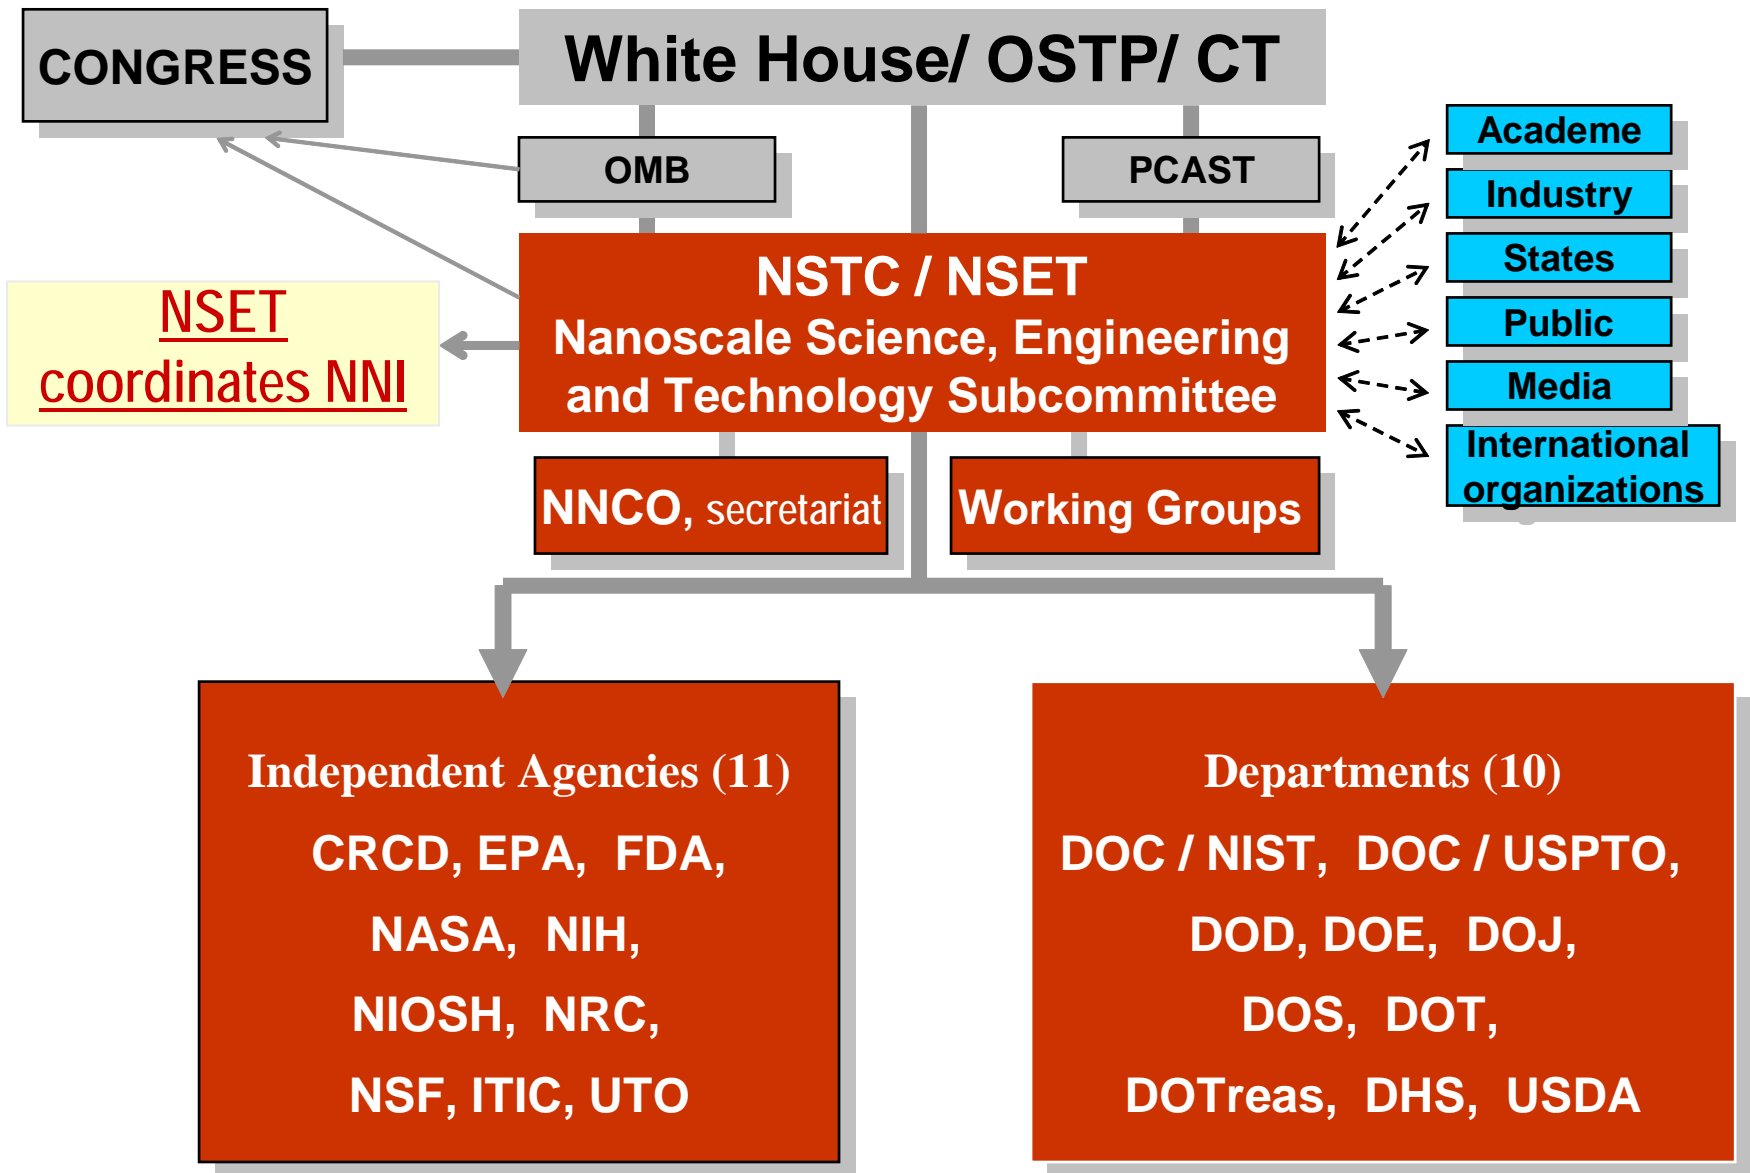 CONGRESS
White House/ OSTP/ CT
OMB
PCAST
Academe
Industry
States
Public
Media
International
organizations
NSTC / NSET
Nanoscale Science, Engineering
and Technology Subcommittee
NSET
coordinates NNI
NNCO, secretariat
Working Groups
Independent Agencies (11)
CRCD, EPA, FDA,
NASA, NIH,
NIOSH, NRC,
NSF, ITIC, UTO
Departments (10)
DOC / NIST, DOC / USPTO,
DOD, DOE, DOJ,
DOS, DOT,
DOTreas, DHS, USDA